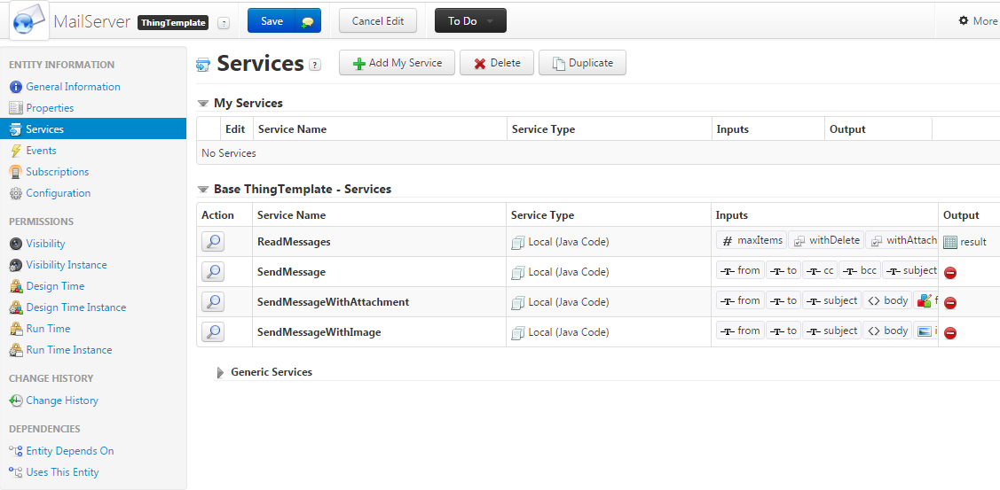 MailServer ThingTemplate ? Save Cancel Edit To Do More
ENTITY INFORMATION
General Information
Properties
Services
Events
Subscriptions
Configuration
PERMISSIONS
Visibility
Visibility Instance
Design Time
Design Time Instance
Run Time
Run Time Instance
CHANGE HISTORY
Change History
DEPENDENCIES
Entity Depends On
Uses This Entity
Services ? Add My Service Delete Duplicate
My Services
Edit Service Name Service Type Inputs Output
No Services
Base ThingTemplate - Services
Action Service Name Service Type Inputs Output
ReadMessages Local (Java Code) # maxItems withDelete withAttach result
SendMessage Local (Java Code) -T- from -T- to -T- cc -T- bcc -T- subject
SendMessageWithAttachment Local (Java Code) -T- from -T- to -T- subject <> body f
SendMessageWithImage Local (Java Code) -T- from -T- to -T- subject <> body i
Generic Services